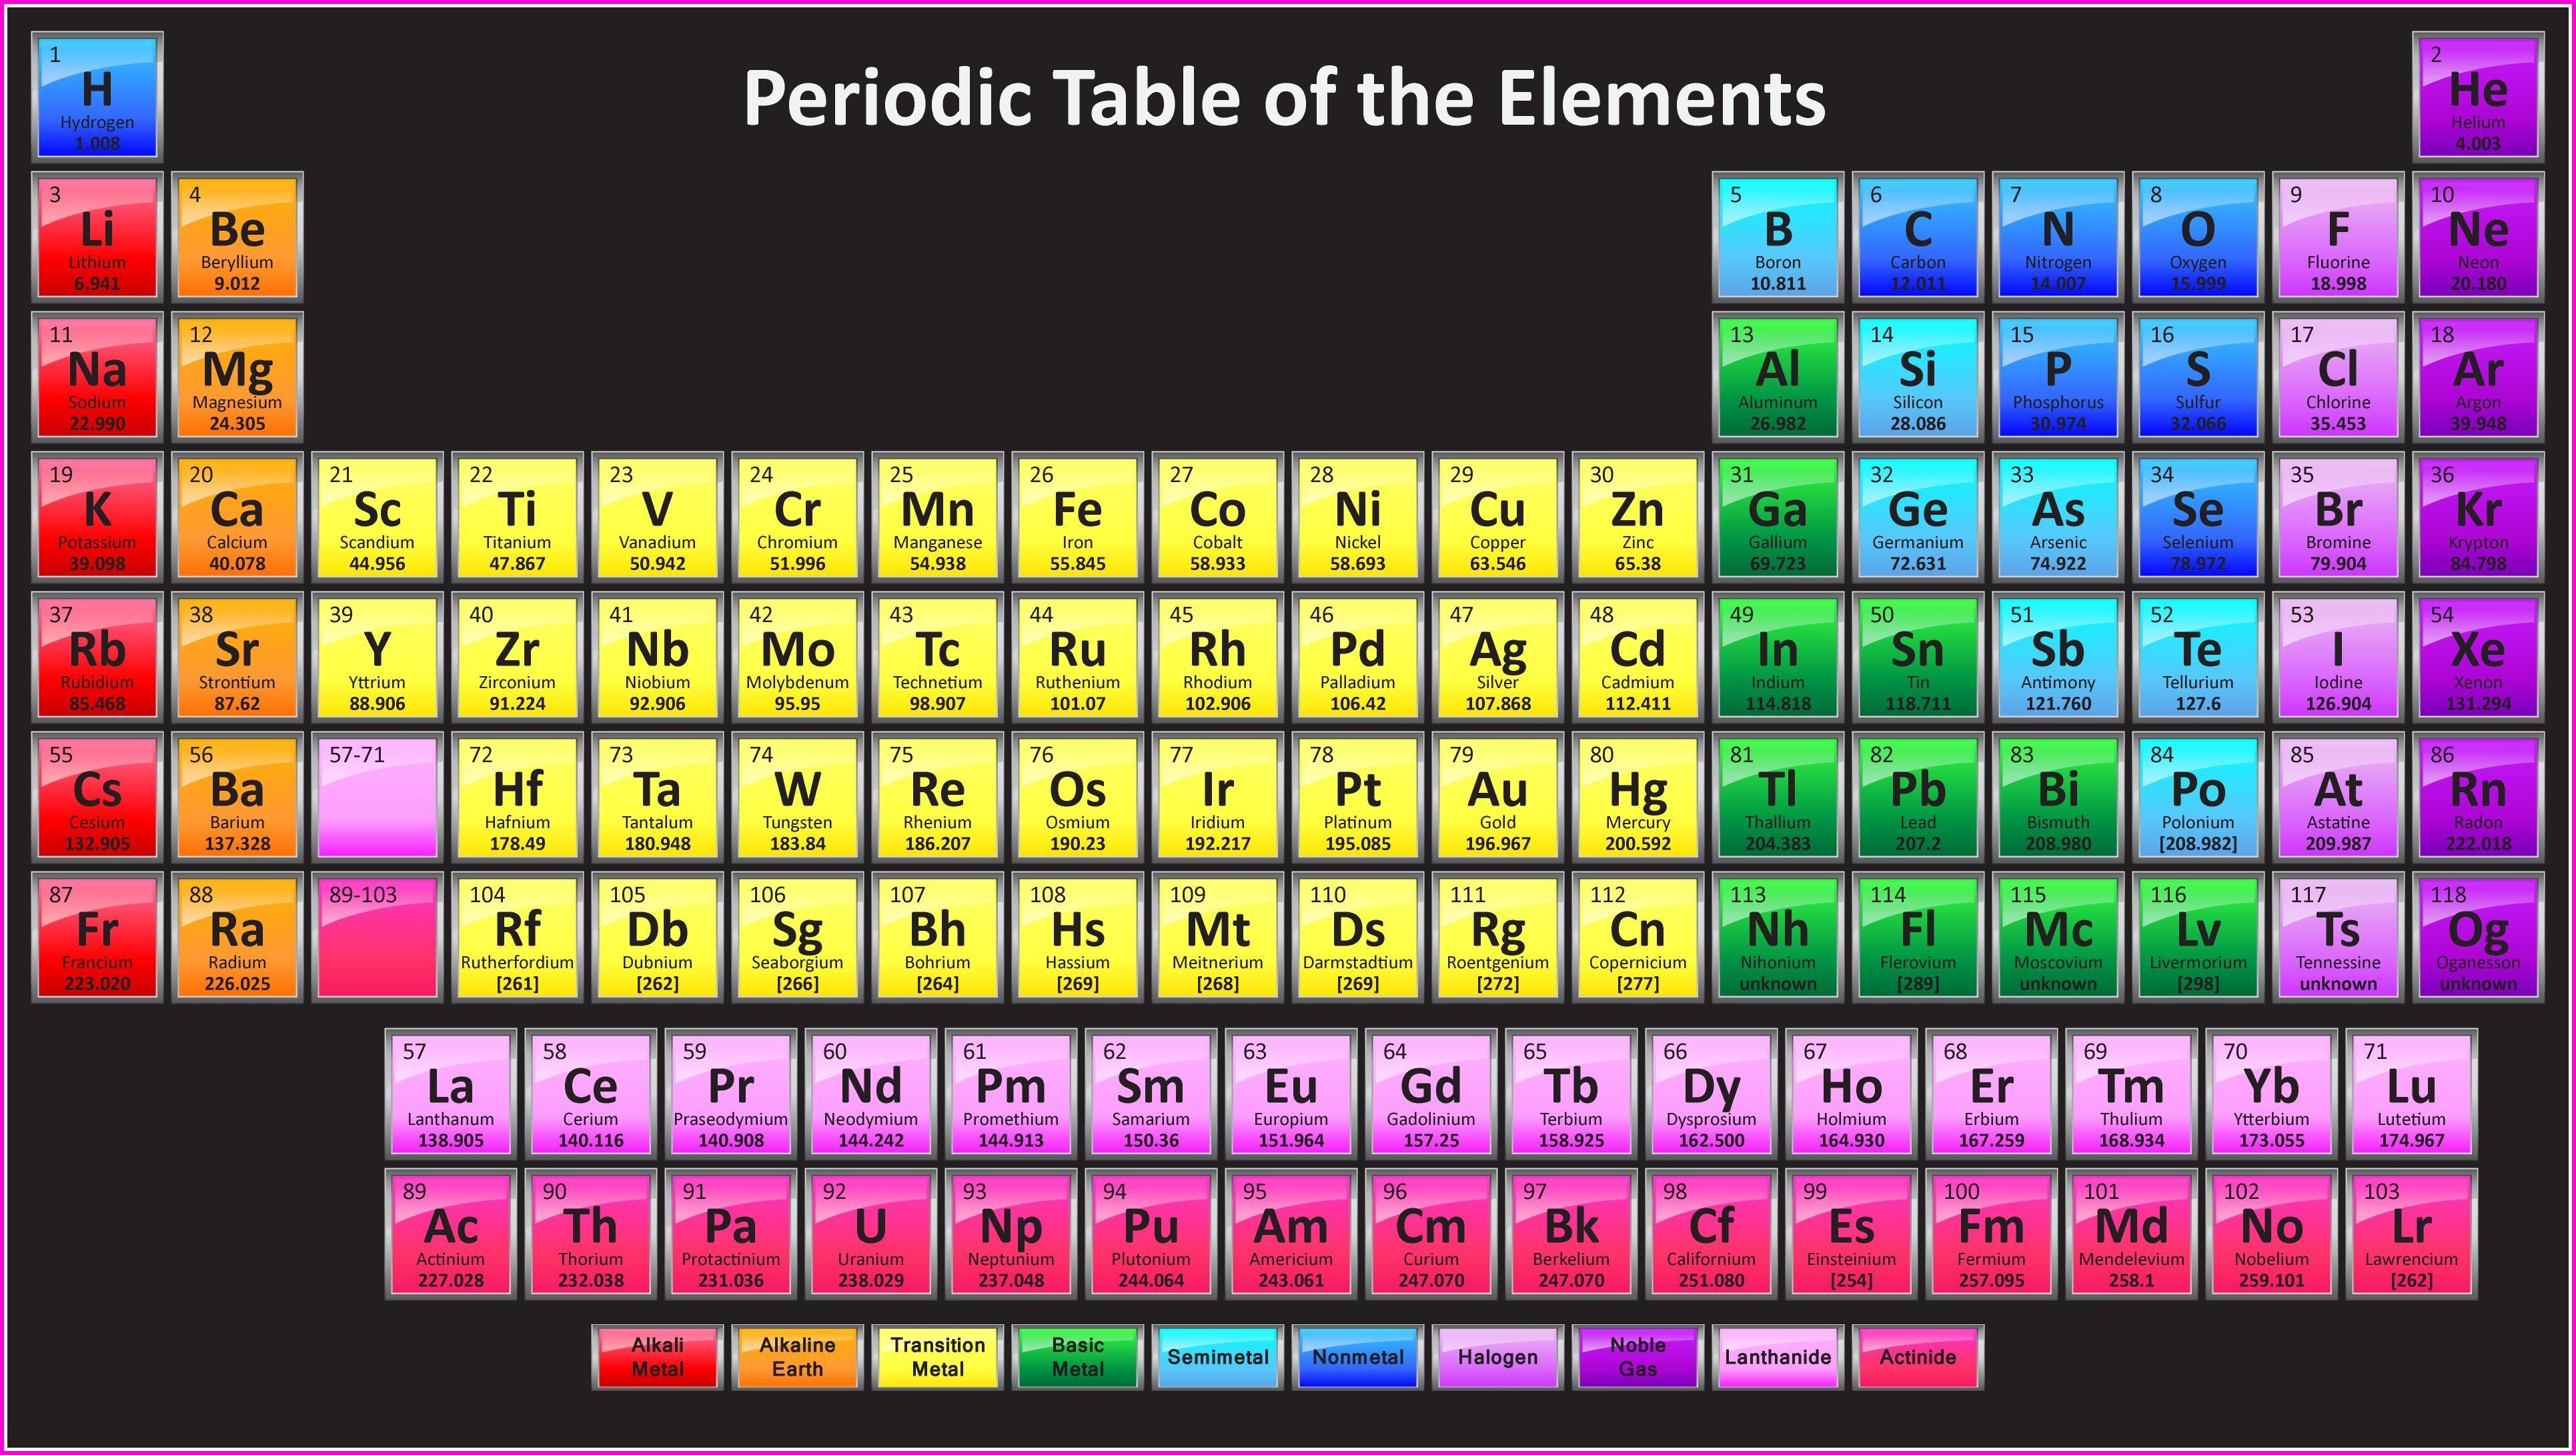 Periodic Table of the Elements
1
H
Hydrogen
1.008
2
He
Helium
4.003
3
Li
Lithium
6.941
4
Be
Beryllium
9.012
5
B
Boron
10.811
6
C
Carbon
12.011
7
N
Nitrogen
14.007
8
O
Oxygen
15.999
9
F
Fluorine
18.998
10
Ne
Neon
20.180
11
Na
Sodium
22.990
12
Mg
Magnesium
24.305
13
Al
Aluminum
26.982
14
Si
Silicon
28.086
15
P
Phosphorus
30.974
16
S
Sulfur
32.066
17
Cl
Chlorine
35.453
18
Ar
Argon
39.948
19
K
Potassium
39.098
20
Ca
Calcium
40.078
21
Sc
Scandium
44.956
22
Ti
Titanium
47.867
23
V
Vanadium
50.942
24
Cr
Chromium
51.996
25
Mn
Manganese
54.938
26
Fe
Iron
55.845
27
Co
Cobalt
58.933
28
Ni
Nickel
58.693
29
Cu
Copper
63.546
30
Zn
Zinc
65.38
31
Ga
Gallium
69.723
32
Ge
Germanium
72.631
33
As
Arsenic
74.922
34
Se
Selenium
78.972
35
Br
Bromine
79.904
36
Kr
Krypton
84.798
37
Rb
Rubidium
85.468
38
Sr
Strontium
87.62
39
Y
Yttrium
88.906
40
Zr
Zirconium
91.224
41
Nb
Niobium
92.906
42
Mo
Molybdenum
95.95
43
Tc
Technetium
98.907
44
Ru
Ruthenium
101.07
45
Rh
Rhodium
102.906
46
Pd
Palladium
106.42
47
Ag
Silver
107.868
48
Cd
Cadmium
112.411
49
In
Indium
114.818
50
Sn
Tin
118.711
51
Sb
Antimony
121.760
52
Te
Tellurium
127.6
53
I
Iodine
126.904
54
Xe
Xenon
131.294
55
Cs
Cesium
132.905
56
Ba
Barium
137.328
57-71
72
Hf
Hafnium
178.49
73
Ta
Tantalum
180.948
74
W
Tungsten
183.84
75
Re
Rhenium
186.207
76
Os
Osmium
190.23
77
Ir
Iridium
192.217
78
Pt
Platinum
195.085
79
Au
Gold
196.967
80
Hg
Mercury
200.592
81
Tl
Thallium
204.383
82
Pb
Lead
207.2
83
Bi
Bismuth
208.980
84
Po
Polonium
[208.982]
85
At
Astatine
209.987
86
Rn
Radon
222.018
87
Fr
Francium
223.020
88
Ra
Radium
226.025
89-103
104
Rf
Rutherfordium
[261]
105
Db
Dubnium
[262]
106
Sg
Seaborgium
[266]
107
Bh
Bohrium
[264]
108
Hs
Hassium
[269]
109
Mt
Meitnerium
[268]
110
Ds
Darmstadtium
[269]
111
Rg
Roentgenium
[272]
112
Cn
Copernicium
[277]
113
Nh
Nihonium
unknown
114
Fl
Flerovium
[289]
115
Mc
Moscovium
unknown
116
Lv
Livermorium
[298]
117
Ts
Tennessine
unknown
118
Og
Oganesson
unknown
57
La
Lanthanum
138.905
58
Ce
Cerium
140.116
59
Pr
Praseodymium
140.908
60
Nd
Neodymium
144.242
61
Pm
Promethium
144.913
62
Sm
Samarium
150.36
63
Eu
Europium
151.964
64
Gd
Gadolinium
157.25
65
Tb
Terbium
158.925
66
Dy
Dysprosium
162.500
67
Ho
Holmium
164.930
68
Er
Erbium
167.259
69
Tm
Thulium
168.934
70
Yb
Ytterbium
173.055
71
Lu
Lutetium
174.967
89
Ac
Actinium
227.028
90
Th
Thorium
232.038
91
Pa
Protactinium
231.036
92
U
Uranium
238.029
93
Np
Neptunium
237.048
94
Pu
Plutonium
244.064
95
Am
Americium
243.061
96
Cm
Curium
247.070
97
Bk
Berkelium
247.070
98
Cf
Californium
251.080
99
Es
Einsteinium
[254]
100
Fm
Fermium
257.095
101
Md
Mendelevium
258.1
102
No
Nobelium
259.101
103
Lr
Lawrencium
[262]
Alkali
Metal
Alkaline
Earth
Transition
Metal
Basic
Metal
Semimetal
Nonmetal
Halogen
Noble
Gas
Lanthanide
Actinide